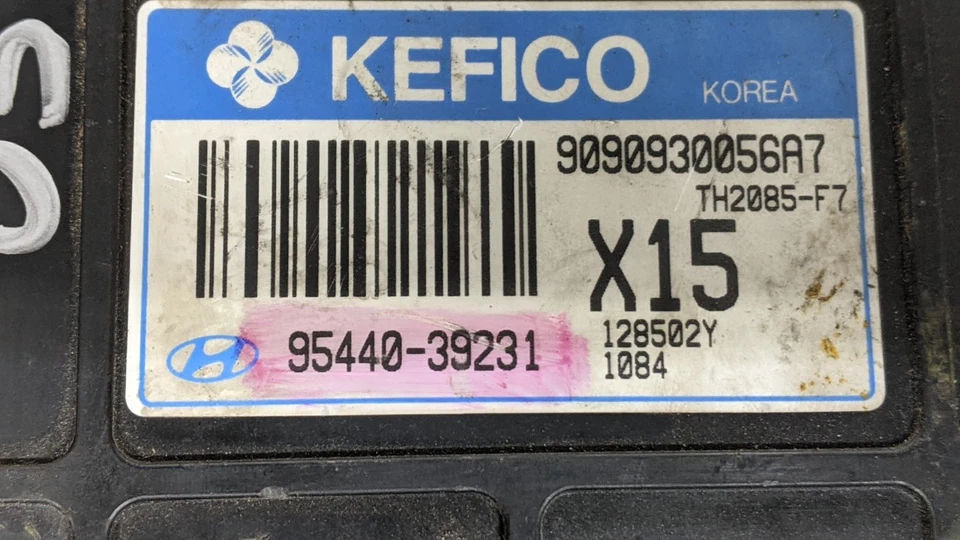 KEFICO
KOREA
9090930056A7
TH2085-F7
X15
128502Y
1084
95440-39231